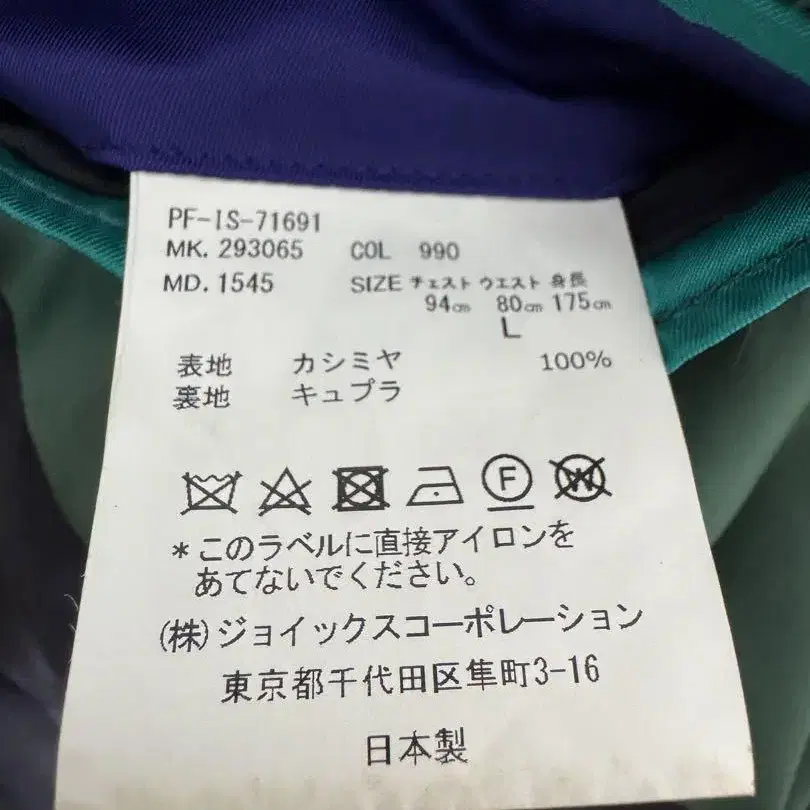 PF-IS-71691
MK. 293065 COL 990
MD. 1545 SIZE チェスト ウエスト 身長
94cm 80cm 175cm
L
表地 カシミヤ 100%
裏地 キュプラ
F
W
*このラベルに直接アイロンを
あてないでください。
(株)ジョイックスコーポレーション
東京都千代田区隼町3-16
日本製